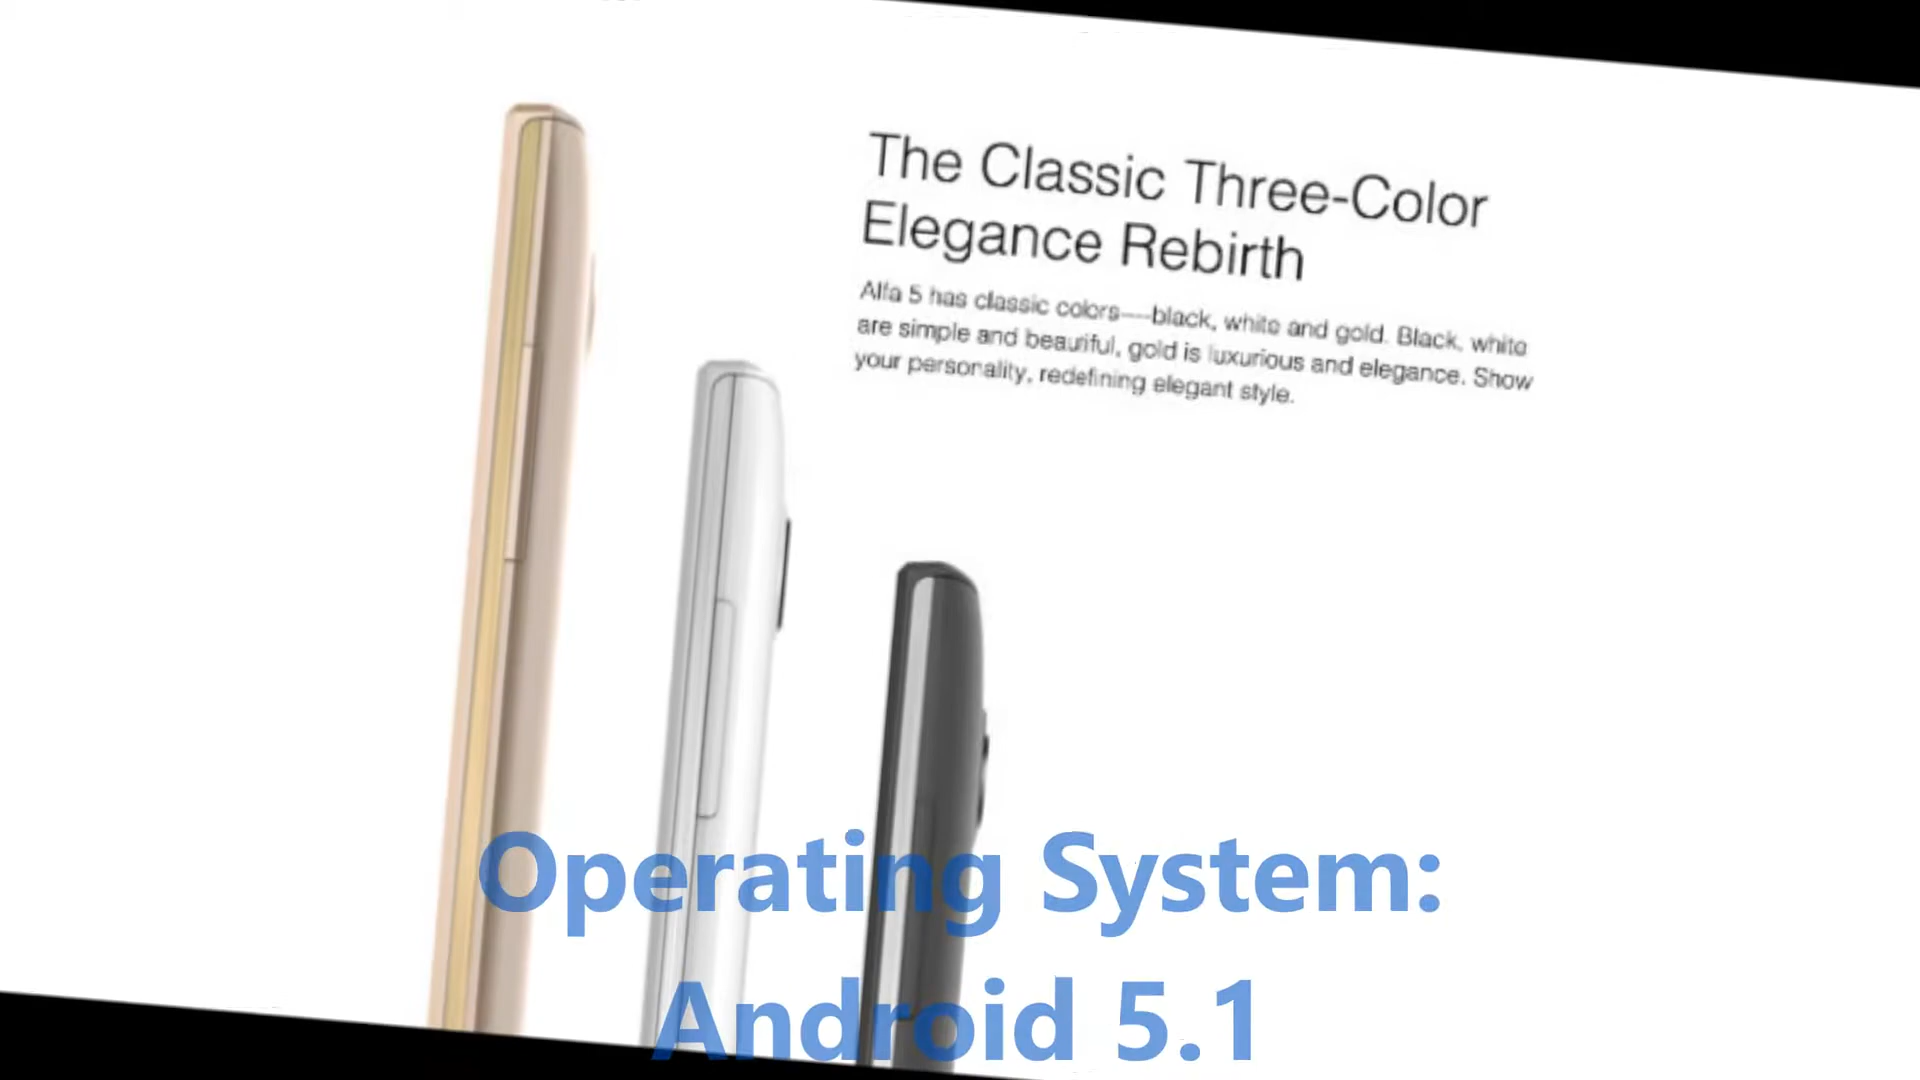 The Classic Three-Color
Elegance Rebirth
Alfa 5 has classic colors—black, white and gold. Black, white
are simple and beautiful, gold is luxurious and elegance. Show
your personality, redefining elegant style.
Operating System:
Android 5.1